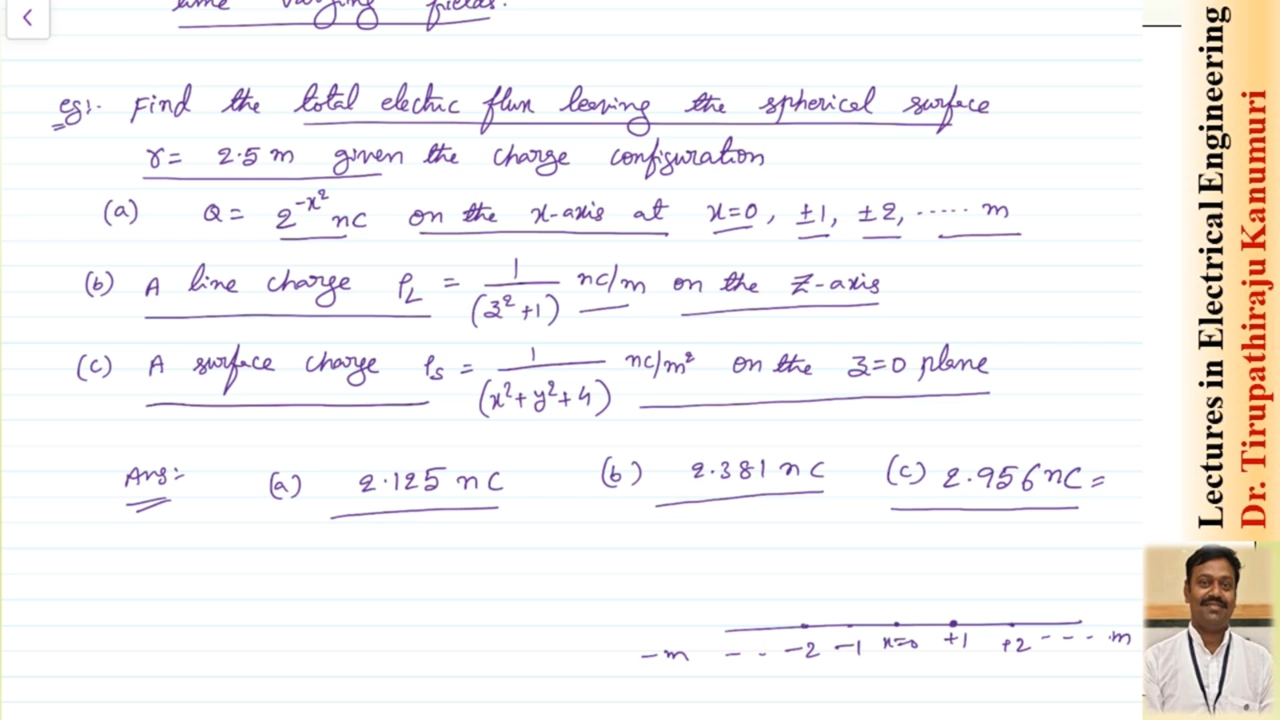 time varying fields.
eg1. Find the total electric flux leaving the spherical surface
r = 2.5 m given the charge configuration
(a) Q = 2^{-x²} nC on the x-axis at x=0, ±1, ±2, ..... m
(b) A line charge ρL = 1/(z²+1) nC/m on the z-axis
(c) A surface charge ρs = 1/(x²+y²+4) nC/m² on the z=0 plane
Ans:- (a) 2.125 nC (b) 2.381 nC (c) 2.956 nC =
-m -- - -2 -1 x=0 +1 +2 ---- m
Lectures in Electrical Engineering
Dr. Tirupathiraju Kanumuri